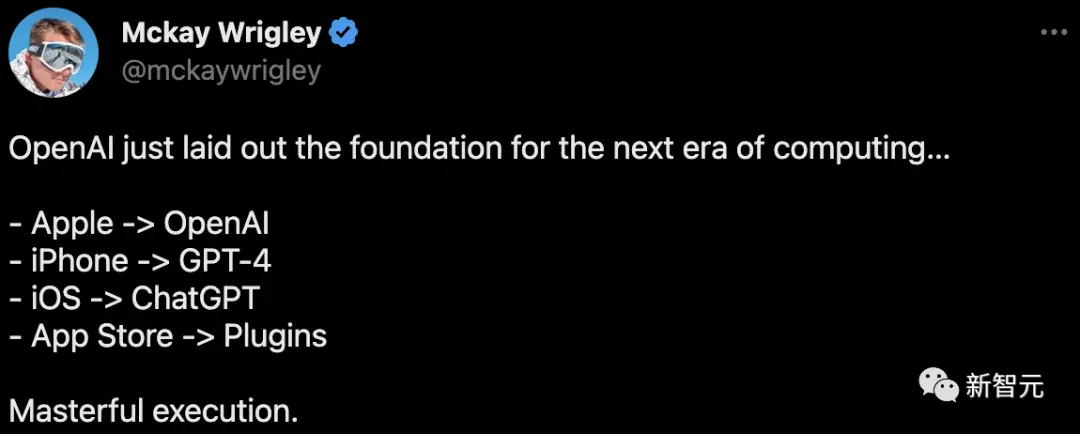 Mckay Wrigley
@mckaywrigley
OpenAI just laid out the foundation for the next era of computing...
- Apple -> OpenAI
- iPhone -> GPT-4
- iOS -> ChatGPT
- App Store -> Plugins
Masterful execution.
新智元